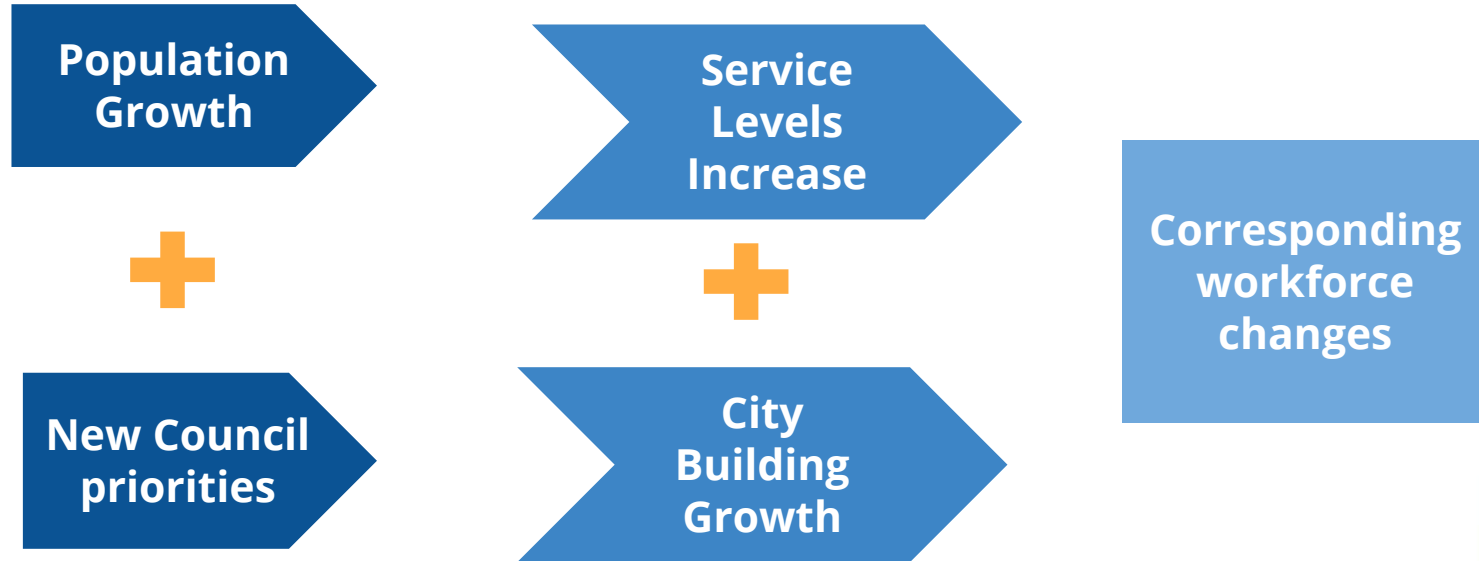 Population
Growth
New Council
priorities
Service
Levels
Increase
City
Building
Growth
Corresponding
workforce
changes